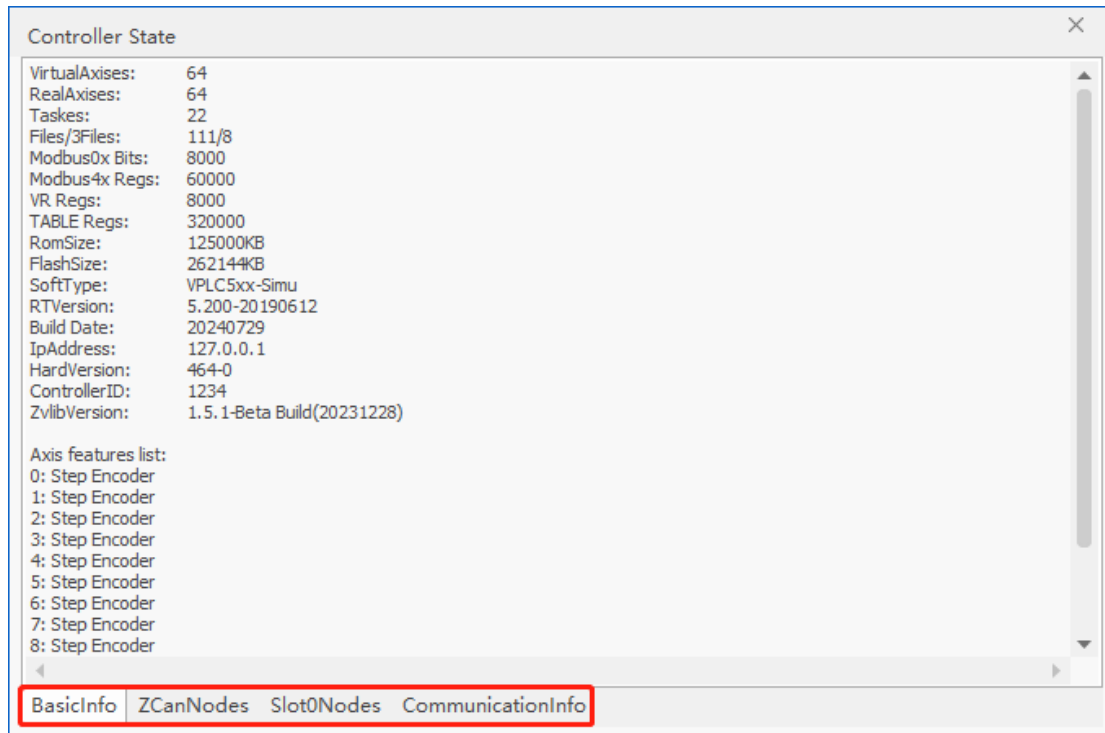 Controller State
VirtualAxises: 64
RealAxises: 64
Taskes: 22
Files/3Files: 111/8
Modbus0x Bits: 8000
Modbus4x Regs: 60000
VR Regs: 8000
TABLE Regs: 320000
RomSize: 125000KB
FlashSize: 262144KB
SoftType: VPLC5xx-Simu
RTVersion: 5.200-20190612
Build Date: 20240729
IpAddress: 127.0.0.1
HardVersion: 464-0
ControllerID: 1234
ZvlibVersion: 1.5.1-Beta Build(20231228)
Axis features list:
0: Step Encoder
1: Step Encoder
2: Step Encoder
3: Step Encoder
4: Step Encoder
5: Step Encoder
6: Step Encoder
7: Step Encoder
8: Step Encoder
BasicInfo ZCanNodes Slot0Nodes CommunicationInfo